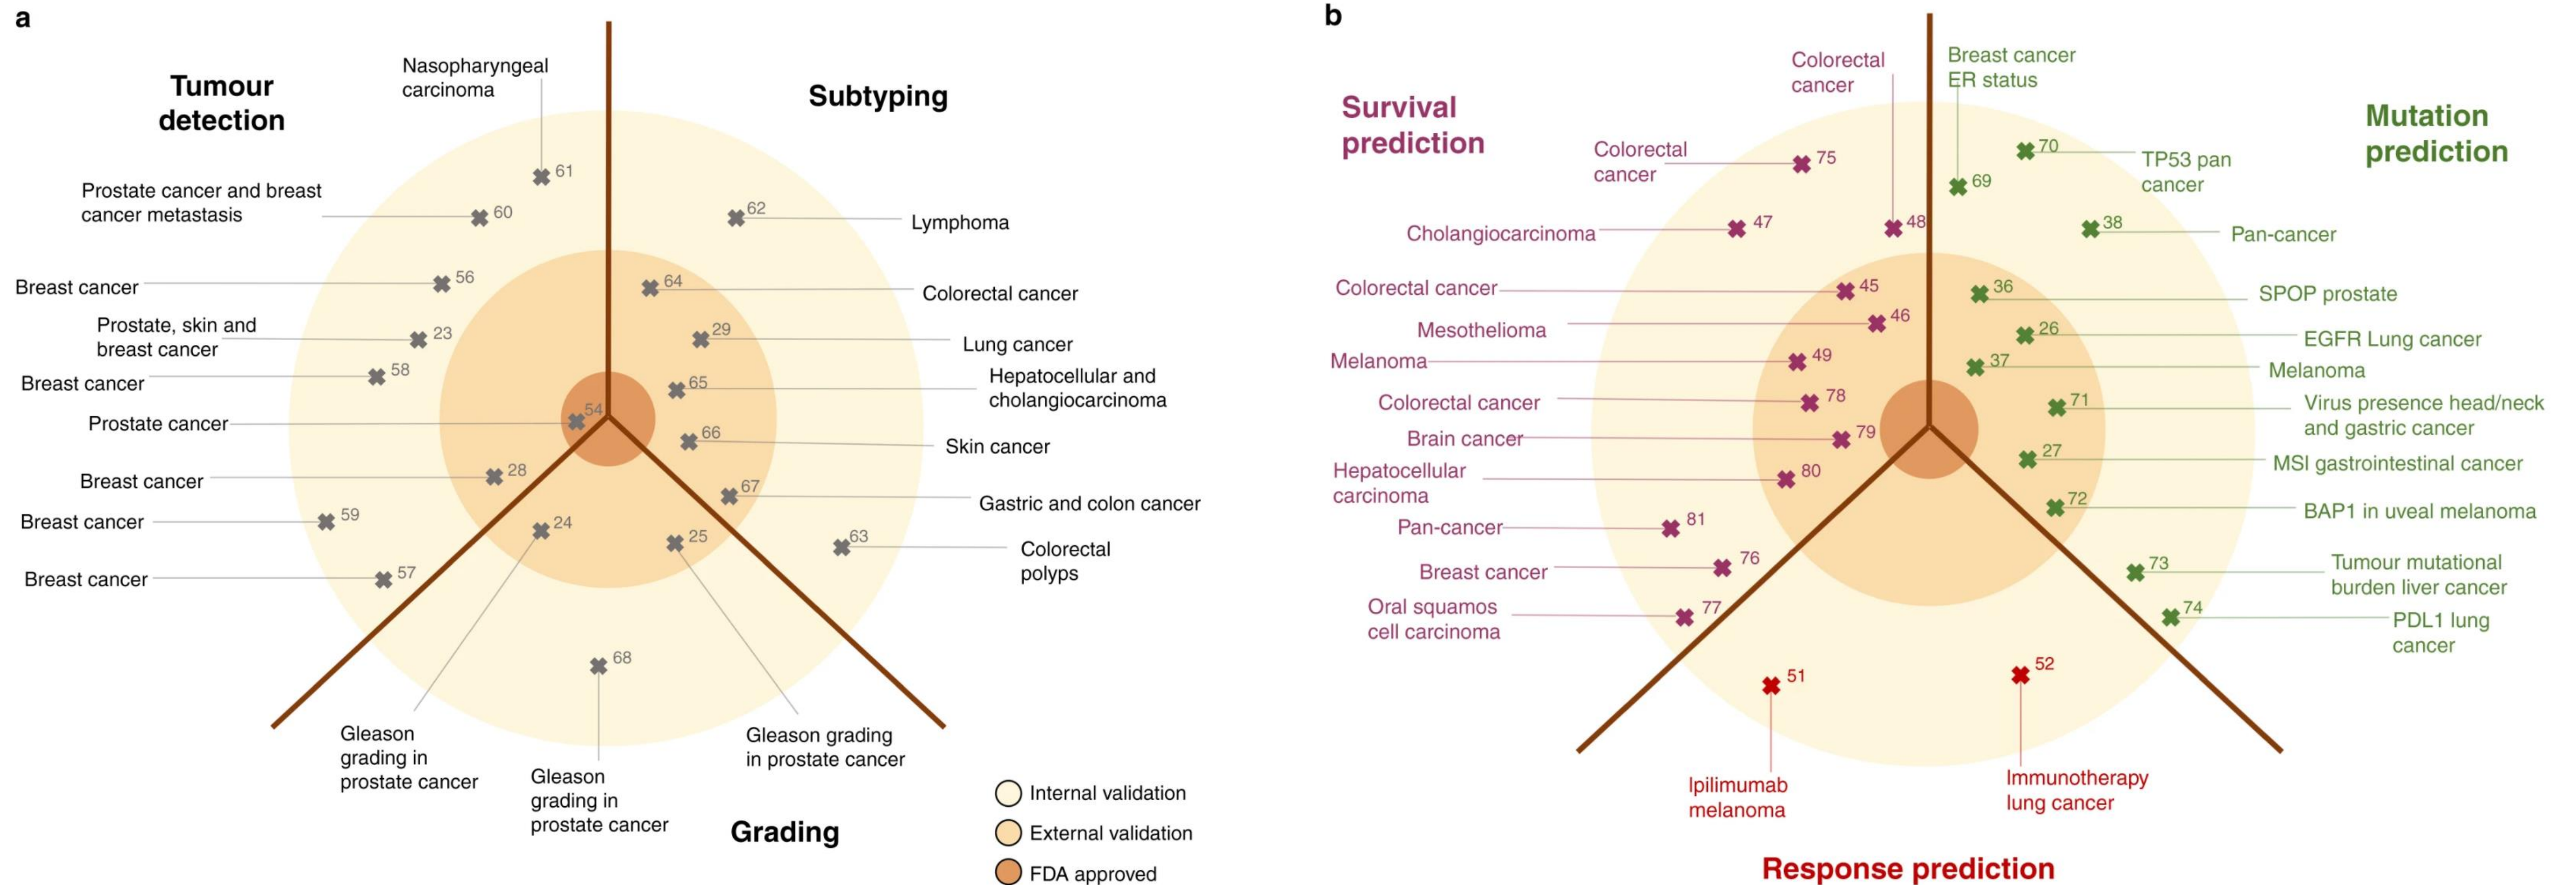 a
Tumour
detection
Nasopharyngeal
carcinoma
61
Prostate cancer and breast
cancer metastasis
60
Breast cancer
56
Prostate, skin and
breast cancer
23
Breast cancer
58
Prostate cancer
54
Breast cancer
28
Breast cancer
59
Breast cancer
57
Subtyping
62
Lymphoma
64
Colorectal cancer
29
Lung cancer
65
Hepatocellular and
cholangiocarcinoma
66
Skin cancer
67
Gastric and colon cancer
63
Colorectal
polyps
24
25
68
Gleason
grading in
prostate cancer
Gleason
grading in
prostate cancer
Gleason grading
in prostate cancer
Grading
Internal validation
External validation
FDA approved
b
Survival
prediction
Colorectal
cancer
48
Colorectal
cancer
75
Cholangiocarcinoma
47
Colorectal cancer
45
Mesothelioma
46
Melanoma
49
Colorectal cancer
78
Brain cancer
79
Hepatocellular
carcinoma
80
Pan-cancer
81
Breast cancer
76
Oral squamos
cell carcinoma
77
Mutation
prediction
Breast cancer
ER status
69
70
TP53 pan
cancer
38
Pan-cancer
36
SPOP prostate
26
EGFR Lung cancer
37
Melanoma
71
Virus presence head/neck
and gastric cancer
27
MSI gastrointestinal cancer
72
BAP1 in uveal melanoma
73
Tumour mutational
burden liver cancer
74
PDL1 lung
cancer
51
Ipilimumab
melanoma
52
Immunotherapy
lung cancer
Response prediction